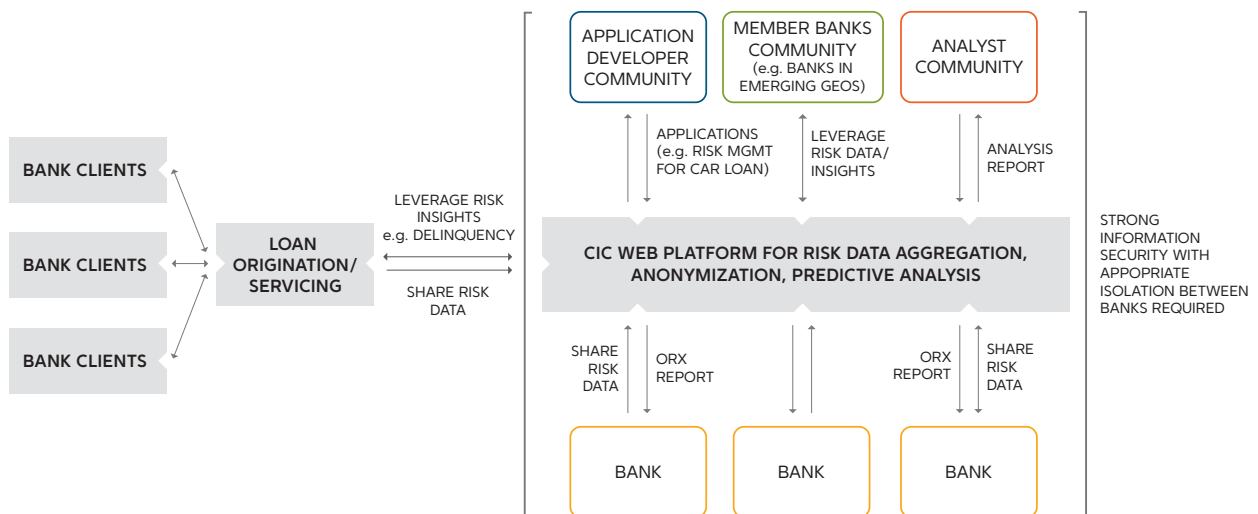 APPLICATION
DEVELOPER
COMMUNITY
MEMBER BANKS
COMMUNITY
(e.g. BANKS IN
EMERGING GEOS)
ANALYST
COMMUNITY
APPLICATIONS
(e.g. RISK MGMT
FOR CAR LOAN)
LEVERAGE
RISK DATA/
INSIGHTS
ANALYSIS
REPORT
BANK CLIENTS
BANK CLIENTS
BANK CLIENTS
LOAN
ORIGINATION/
SERVICING
LEVERAGE RISK
INSIGHTS
e.g. DELINQUENCY
SHARE RISK
DATA
CIC WEB PLATFORM FOR RISK DATA AGGREGATION,
ANONYMIZATION, PREDICTIVE ANALYSIS
STRONG
INFORMATION
SECURITY WITH
APPOPRIATE
ISOLATION BETWEEN
BANKS REQUIRED
SHARE
RISK
DATA
ORX
REPORT
ORX
REPORT
SHARE
RISK
DATA
BANK
BANK
BANK